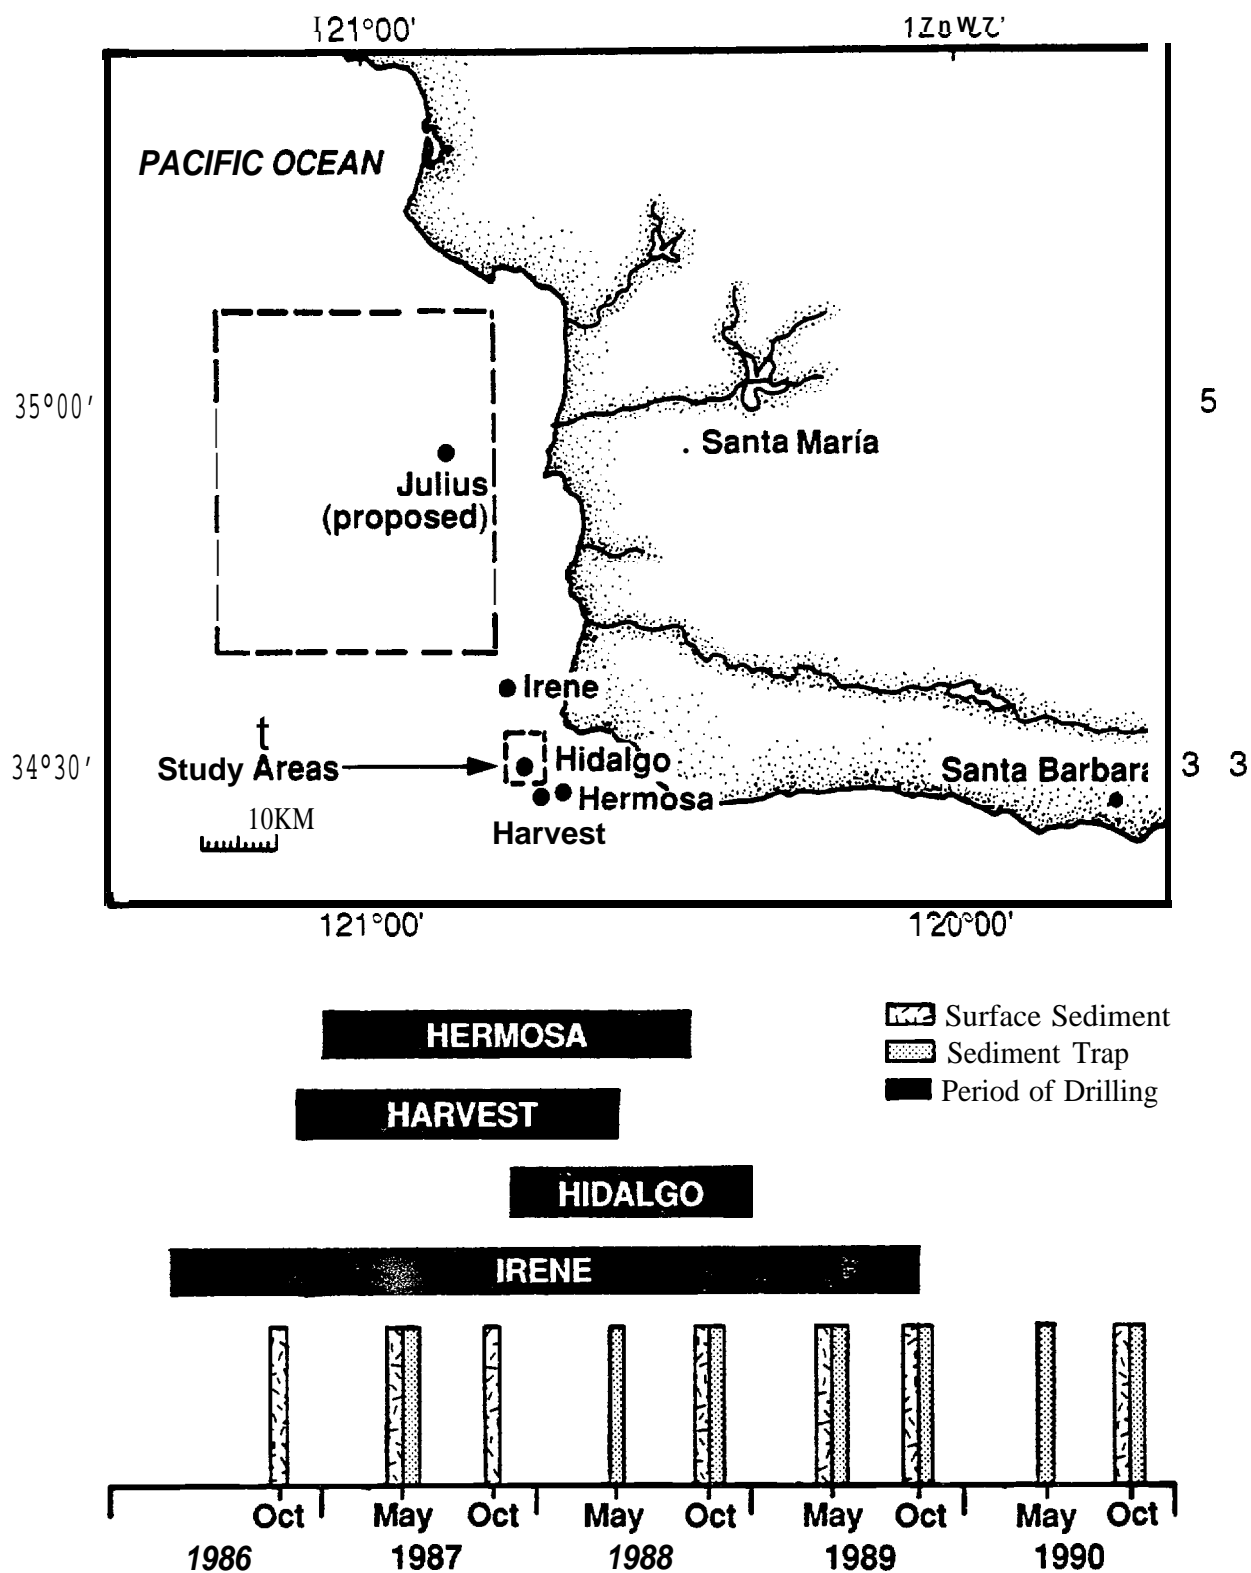 121°00'
PACIFIC OCEAN
35°00'
5
Santa María
Julius
(proposed)
Irene
t
Study Areas
Hidalgo
34°30'
Santa Barbara
3 3
Hermosa
10KM
Harvest
121°00'
120°00'
HERMOSA
Surface Sediment
Sediment Trap
HARVEST
Period of Drilling
HIDALGO
IRENE
Oct May Oct May Oct May Oct May Oct
1986 1987 1988 1989 1990